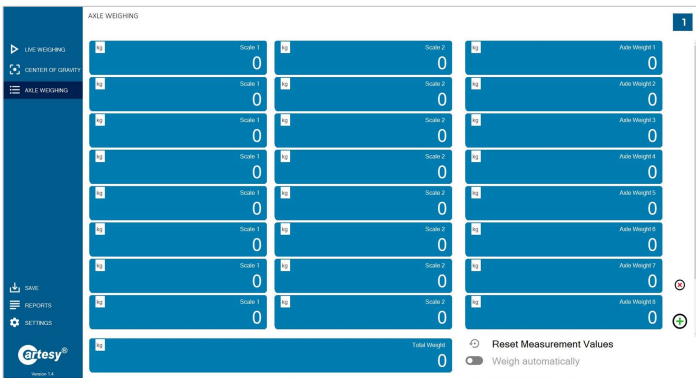 AXLE WEIGHING
1
LIVE WEIGHING
CENTER OF GRAVITY
AXLE WEIGHING
SAVE
REPORTS
SETTINGS
artesy®
Version 1.4
kg Scale 1 kg Scale 2 kg Axle Weight 1
0 0 0
kg Scale 1 kg Scale 2 kg Axle Weight 2
0 0 0
kg Scale 1 kg Scale 2 kg Axle Weight 3
0 0 0
kg Scale 1 kg Scale 2 kg Axle Weight 4
0 0 0
kg Scale 1 kg Scale 2 kg Axle Weight 5
0 0 0
kg Scale 1 kg Scale 2 kg Axle Weight 6
0 0 0
kg Scale 1 kg Scale 2 kg Axle Weight 7
0 0 0
kg Scale 1 kg Scale 2 kg Axle Weight 8
0 0 0
kg Total Weight
0
Reset Measurement Values
Weigh automatically